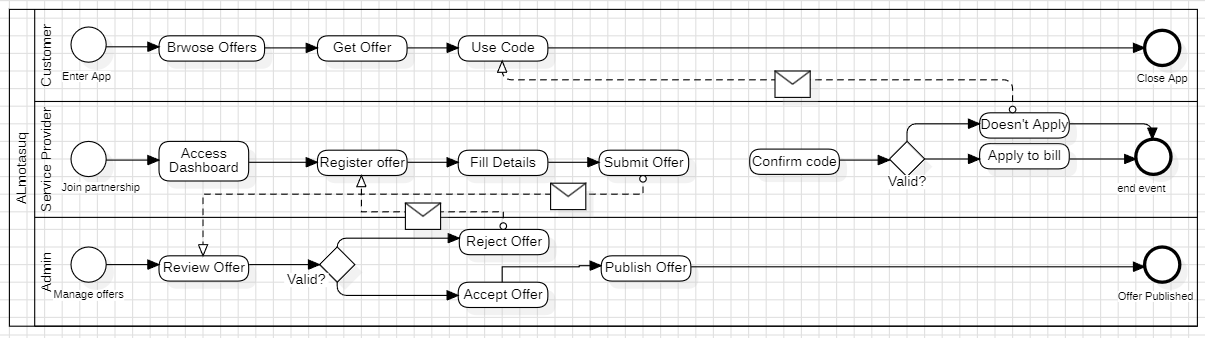 ALmotasuq
Customer
Enter App
Brwose Offers
Get Offer
Use Code
Close App
Service Provider
Join partnership
Access
Dashboard
Register offer
Fill Details
Submit Offer
Confirm code
Valid?
Doesn't Apply
Apply to bill
end event
Admin
Manage offers
Review Offer
Valid?
Reject Offer
Accept Offer
Publish Offer
Offer Published